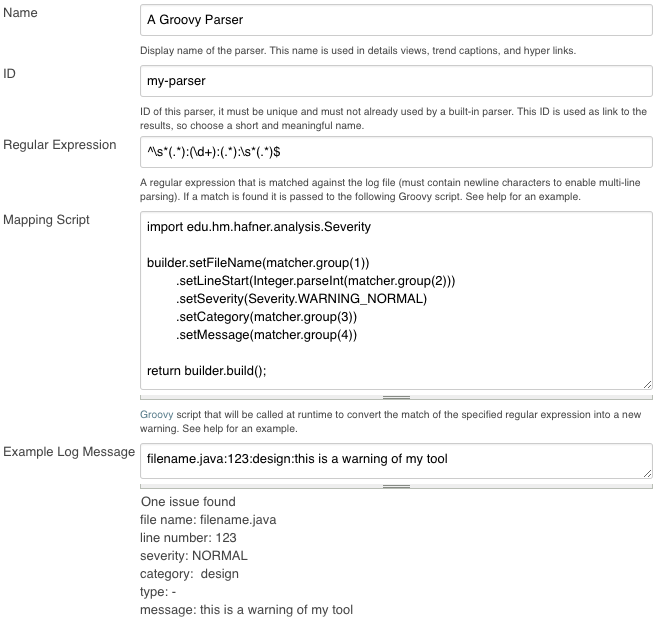 Name
A Groovy Parser
Display name of the parser. This name is used in details views, trend captions, and hyper links.
ID
my-parser
ID of this parser, it must be unique and must not already used by a built-in parser. This ID is used as link to the
results, so choose a short and meaningful name.
Regular Expression
^\s*(.*):(\d+):(.*):\s*(.*)$
A regular expression that is matched against the log file (must contain newline characters to enable multi-line
parsing). If a match is found it is passed to the following Groovy script. See help for an example.
Mapping Script
import edu.hm.hafner.analysis.Severity
builder.setFileName(matcher.group(1))
.setLineStart(Integer.parseInt(matcher.group(2)))
.setSeverity(Severity.WARNING_NORMAL)
.setCategory(matcher.group(3))
.setMessage(matcher.group(4))
return builder.build();
Groovy script that will be called at runtime to convert the match of the specified regular expression into a new
warning. See help for an example.
Example Log Message
filename.java:123:design:this is a warning of my tool
One issue found
file name: filename.java
line number: 123
severity: NORMAL
category:  design
type: -
message: this is a warning of my tool